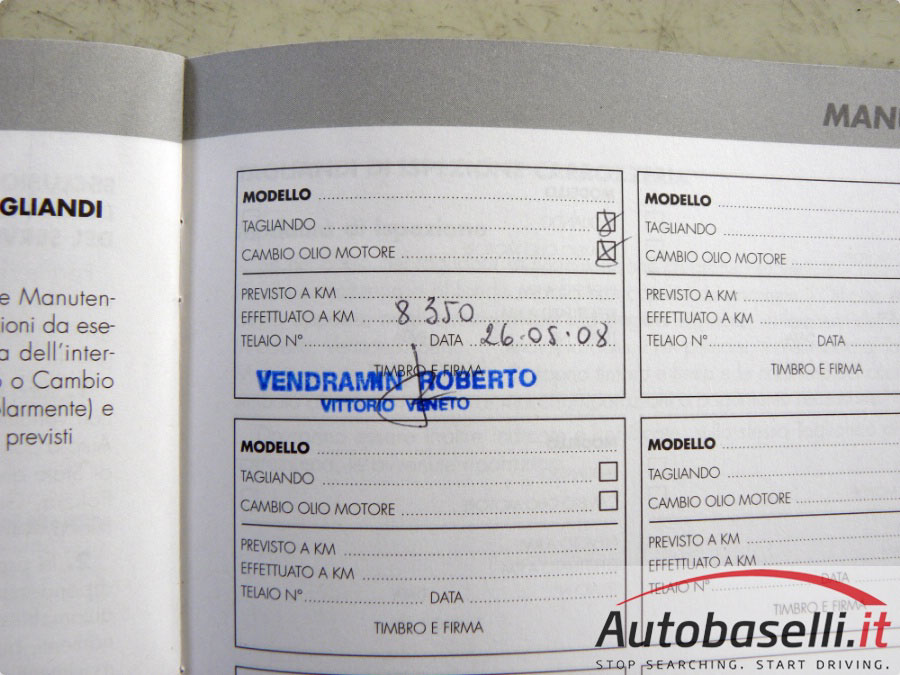 MANU
GLIANDI
e Manuten-
ioni da ese-
a dell'inter-
o Cambio
olarmente) e
previsti
MODELLO
TAGLIANDO
CAMBIO OLIO MOTORE
PREVISTO A KM
EFFETTUATO A KM 8350
TELAIO N° DATA 26-05-08
TIMBRO E FIRMA
VENDRAMIN ROBERTO
VITTORIO VENETO
MODELLO
TAGLIANDO
CAMBIO OLIO MOTORE
PREVISTO A KM
EFFETTUATO A KM
TELAIO N° DATA
TIMBRO E FIRMA
MODELLO
TAGLIANDO
CAMBIO OLIO MOTORE
PREVISTO A KM
EFFETTUATO A KM
TELAIO N° DATA
TIMBRO E FIRMA
MODELLO
TAGLIANDO
CAMBIO OLIO MOTORE
PREVISTO A KM
EFFETTUATO A KM
TELAIO N° DATA
TIMBRO E FIRMA
Autobaselli.it
STOP SEARCHING. START DRIVING.